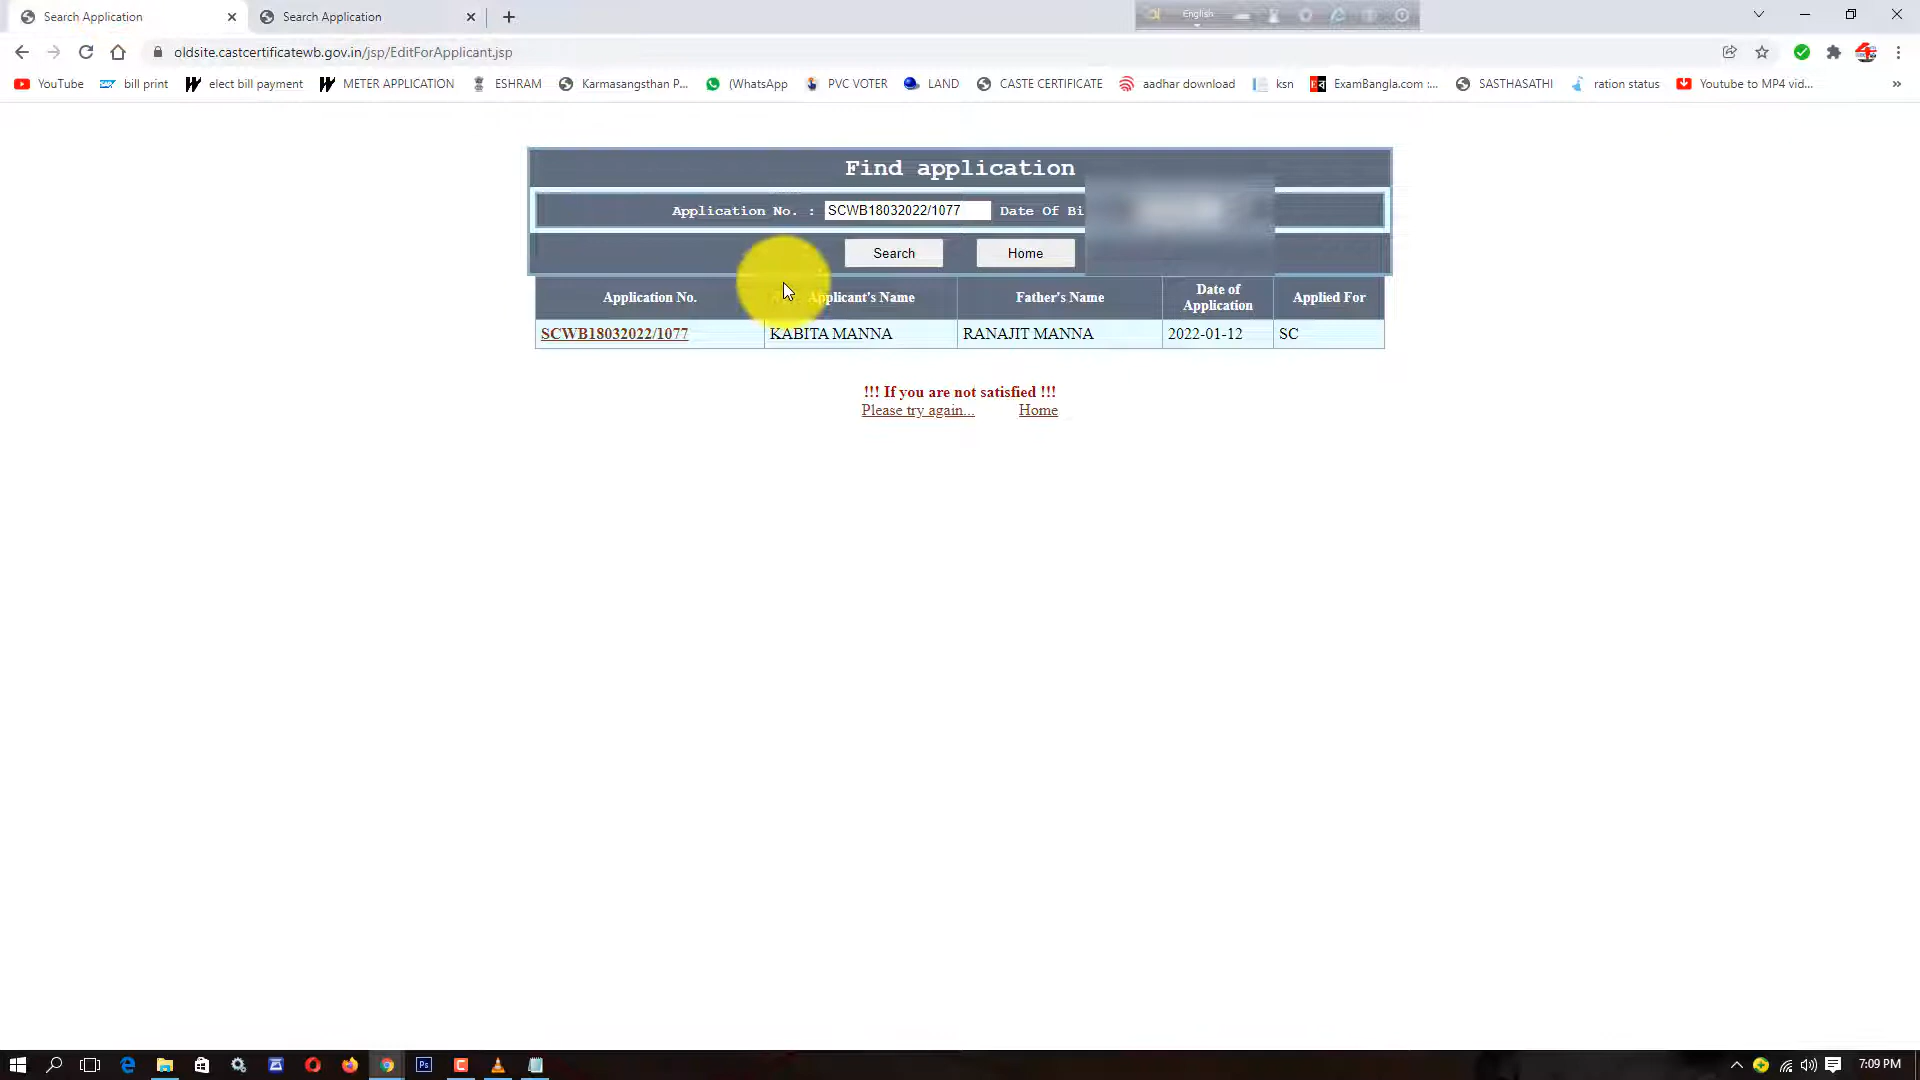 Search Application
Search Application
English
oldsite.castcertificatewb.gov.in/jsp/EditForApplicant.jsp
YouTube bill print elect bill payment METER APPLICATION ESHRAM Karmasangsthan P... (WhatsApp PVC VOTER LAND CASTE CERTIFICATE aadhar download ksn ExamBangla.com :... SASTHASATHI ration status Youtube to MP4 vid... »
Find application
Application No. : SCWB18032022/1077 Date Of Bi
Search Home
Application No. Applicant's Name Father's Name Date of Application Applied For
SCWB18032022/1077 KABITA MANNA RANAJIT MANNA 2022-01-12 SC
!!! If you are not satisfied !!!
Please try again... Home
7:09 PM